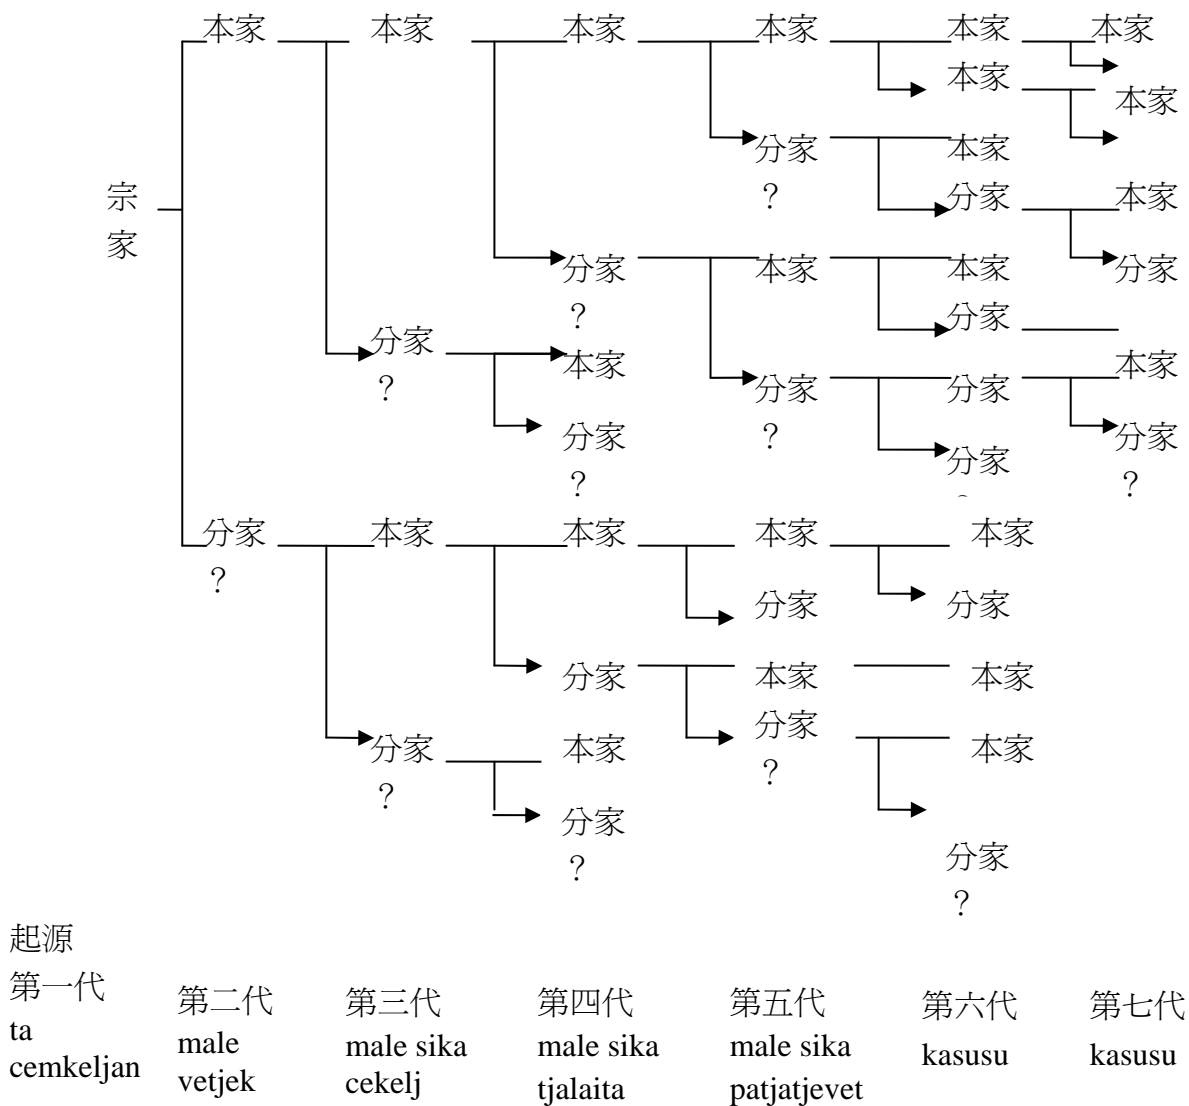 本家 本家 本家 本家 本家 本家
本家 本家
分家 本家
?
宗 分家 本家
家
分家 本家 本家 分家
?
分家
分家 本家 本家
?
分家 分家
?
分家 分家 分家
? ?
分家 本家 本家 本家 本家
?
分家 分家
分家 本家 本家
分家 本家 分家 本家
? ?
分家
?
分家
?
起源
第一代 第二代 第三代 第四代 第五代 第六代 第七代
ta male male sika male sika male sika kasusu kasusu
cemkeljan vetjek cekelj tjalaita patjatjevet